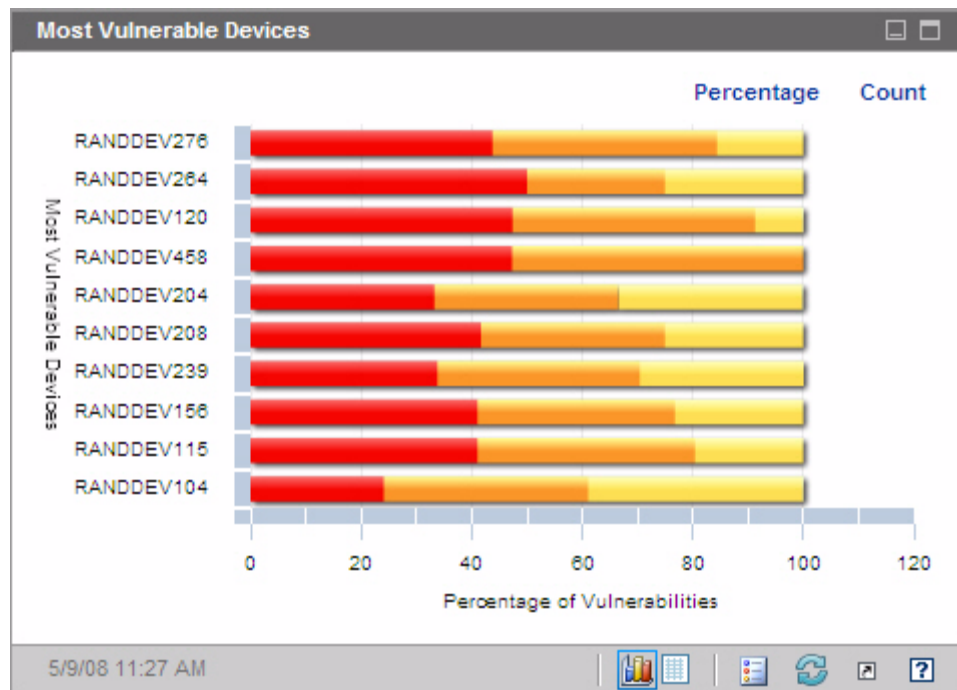 Most Vulnerable Devices
Percentage Count
Most Vulnerable Devices
RANDDEV276
RANDDEV264
RANDDEV120
RANDDEV458
RANDDEV204
RANDDEV208
RANDDEV239
RANDDEV156
RANDDEV115
RANDDEV104
0 20 40 60 80 100 120
Percentage of Vulnerabilities
5/9/08 11:27 AM
?